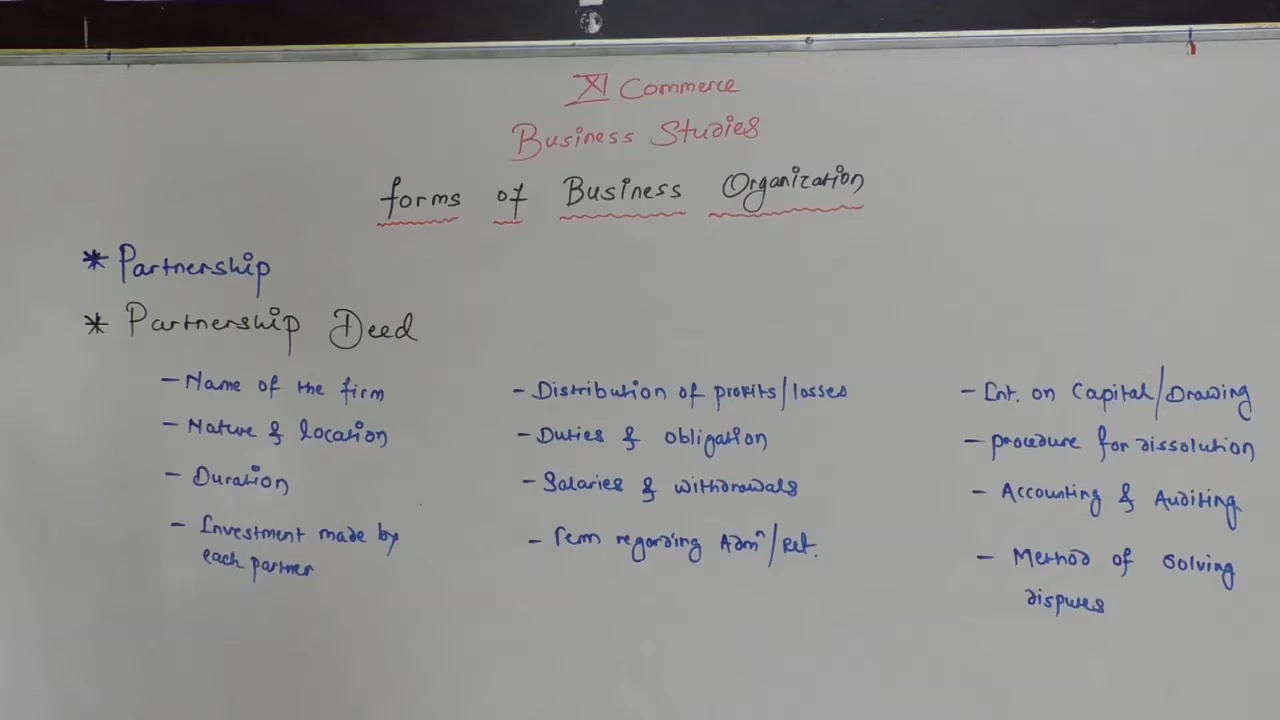 XI Commerce
Business Studies
forms of Business Organization
* Partnership
* Partnership Deed
- Name of the firm
- Nature & location
- Duration
- Investment made by
each partner
- Distribution of profits/losses
- Duties & obligation
- Salaries & withdrawals
- Term regarding Admⁿ/Ret.
- Int. on Capital/Drawing
- procedure for dissolution
- Accounting & Auditing
- Method of Solving
dispures